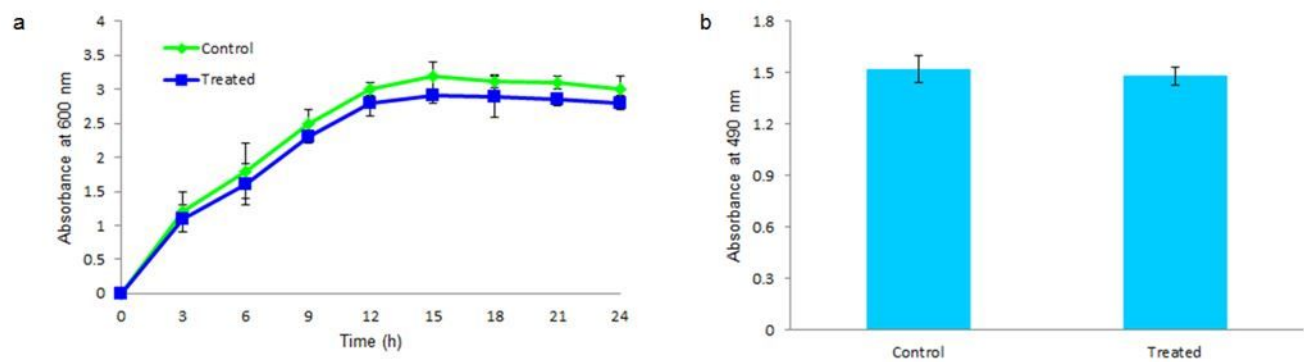 a
Absorbance at 600 nm
4
3.5
3
2.5
2
1.5
1
0.5
0
Control
Treated
0 3 6 9 12 15 18 21 24
Time (h)
b
Absorbance at 490 nm
1.8
1.5
1.2
0.9
0.6
0.3
0
Control Treated